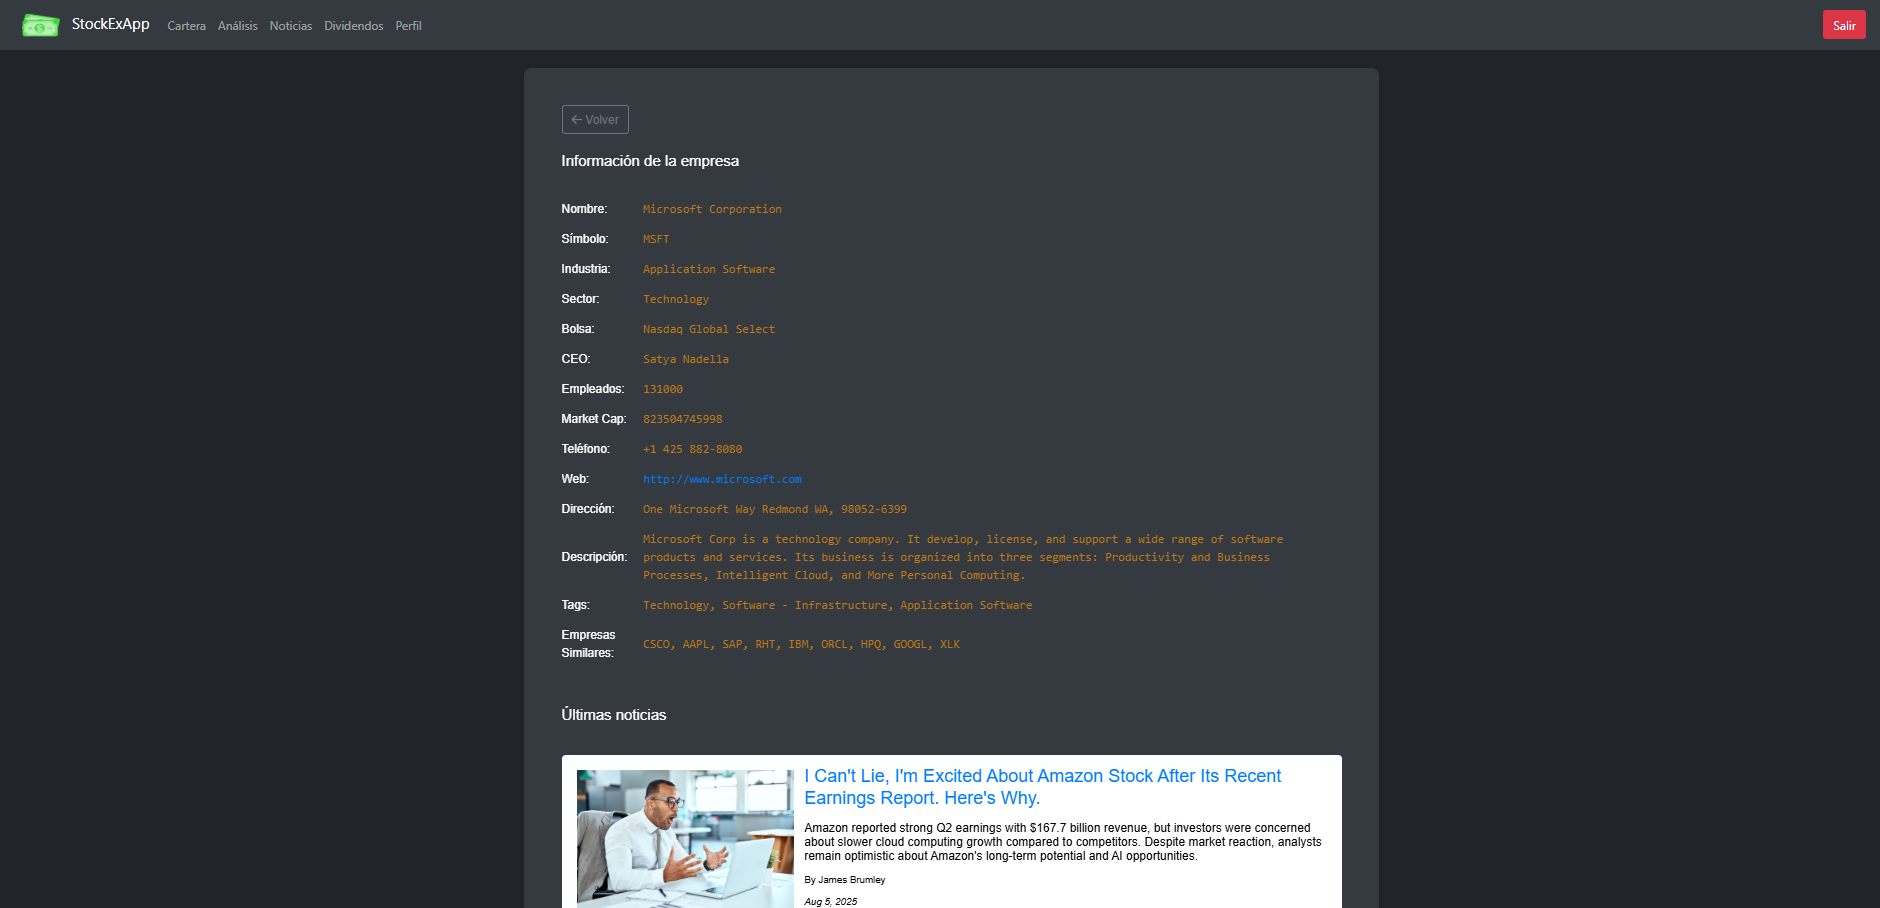 StockExApp Cartera Análisis Noticias Dividendos Perfil Salir
← Volver
Información de la empresa
Nombre: Microsoft Corporation
Símbolo: MSFT
Industria: Application Software
Sector: Technology
Bolsa: Nasdaq Global Select
CEO: Satya Nadella
Empleados: 131000
Market Cap: 823504745998
Teléfono: +1 425 882-8080
Web: http://www.microsoft.com
Dirección: One Microsoft Way Redmond WA, 98052-6399
Descripción: Microsoft Corp is a technology company. It develop, license, and support a wide range of software
products and services. Its business is organized into three segments: Productivity and Business
Processes, Intelligent Cloud, and More Personal Computing.
Tags: Technology, Software - Infrastructure, Application Software
Empresas
Similares: CSCO, AAPL, SAP, RHT, IBM, ORCL, HPQ, GOOGL, XLK
Últimas noticias
I Can't Lie, I'm Excited About Amazon Stock After Its Recent
Earnings Report. Here's Why.
Amazon reported strong Q2 earnings with $167.7 billion revenue, but investors were concerned
about slower cloud computing growth compared to competitors. Despite market reaction, analysts
remain optimistic about Amazon's long-term potential and AI opportunities.
By James Brumley
Aug 5, 2025